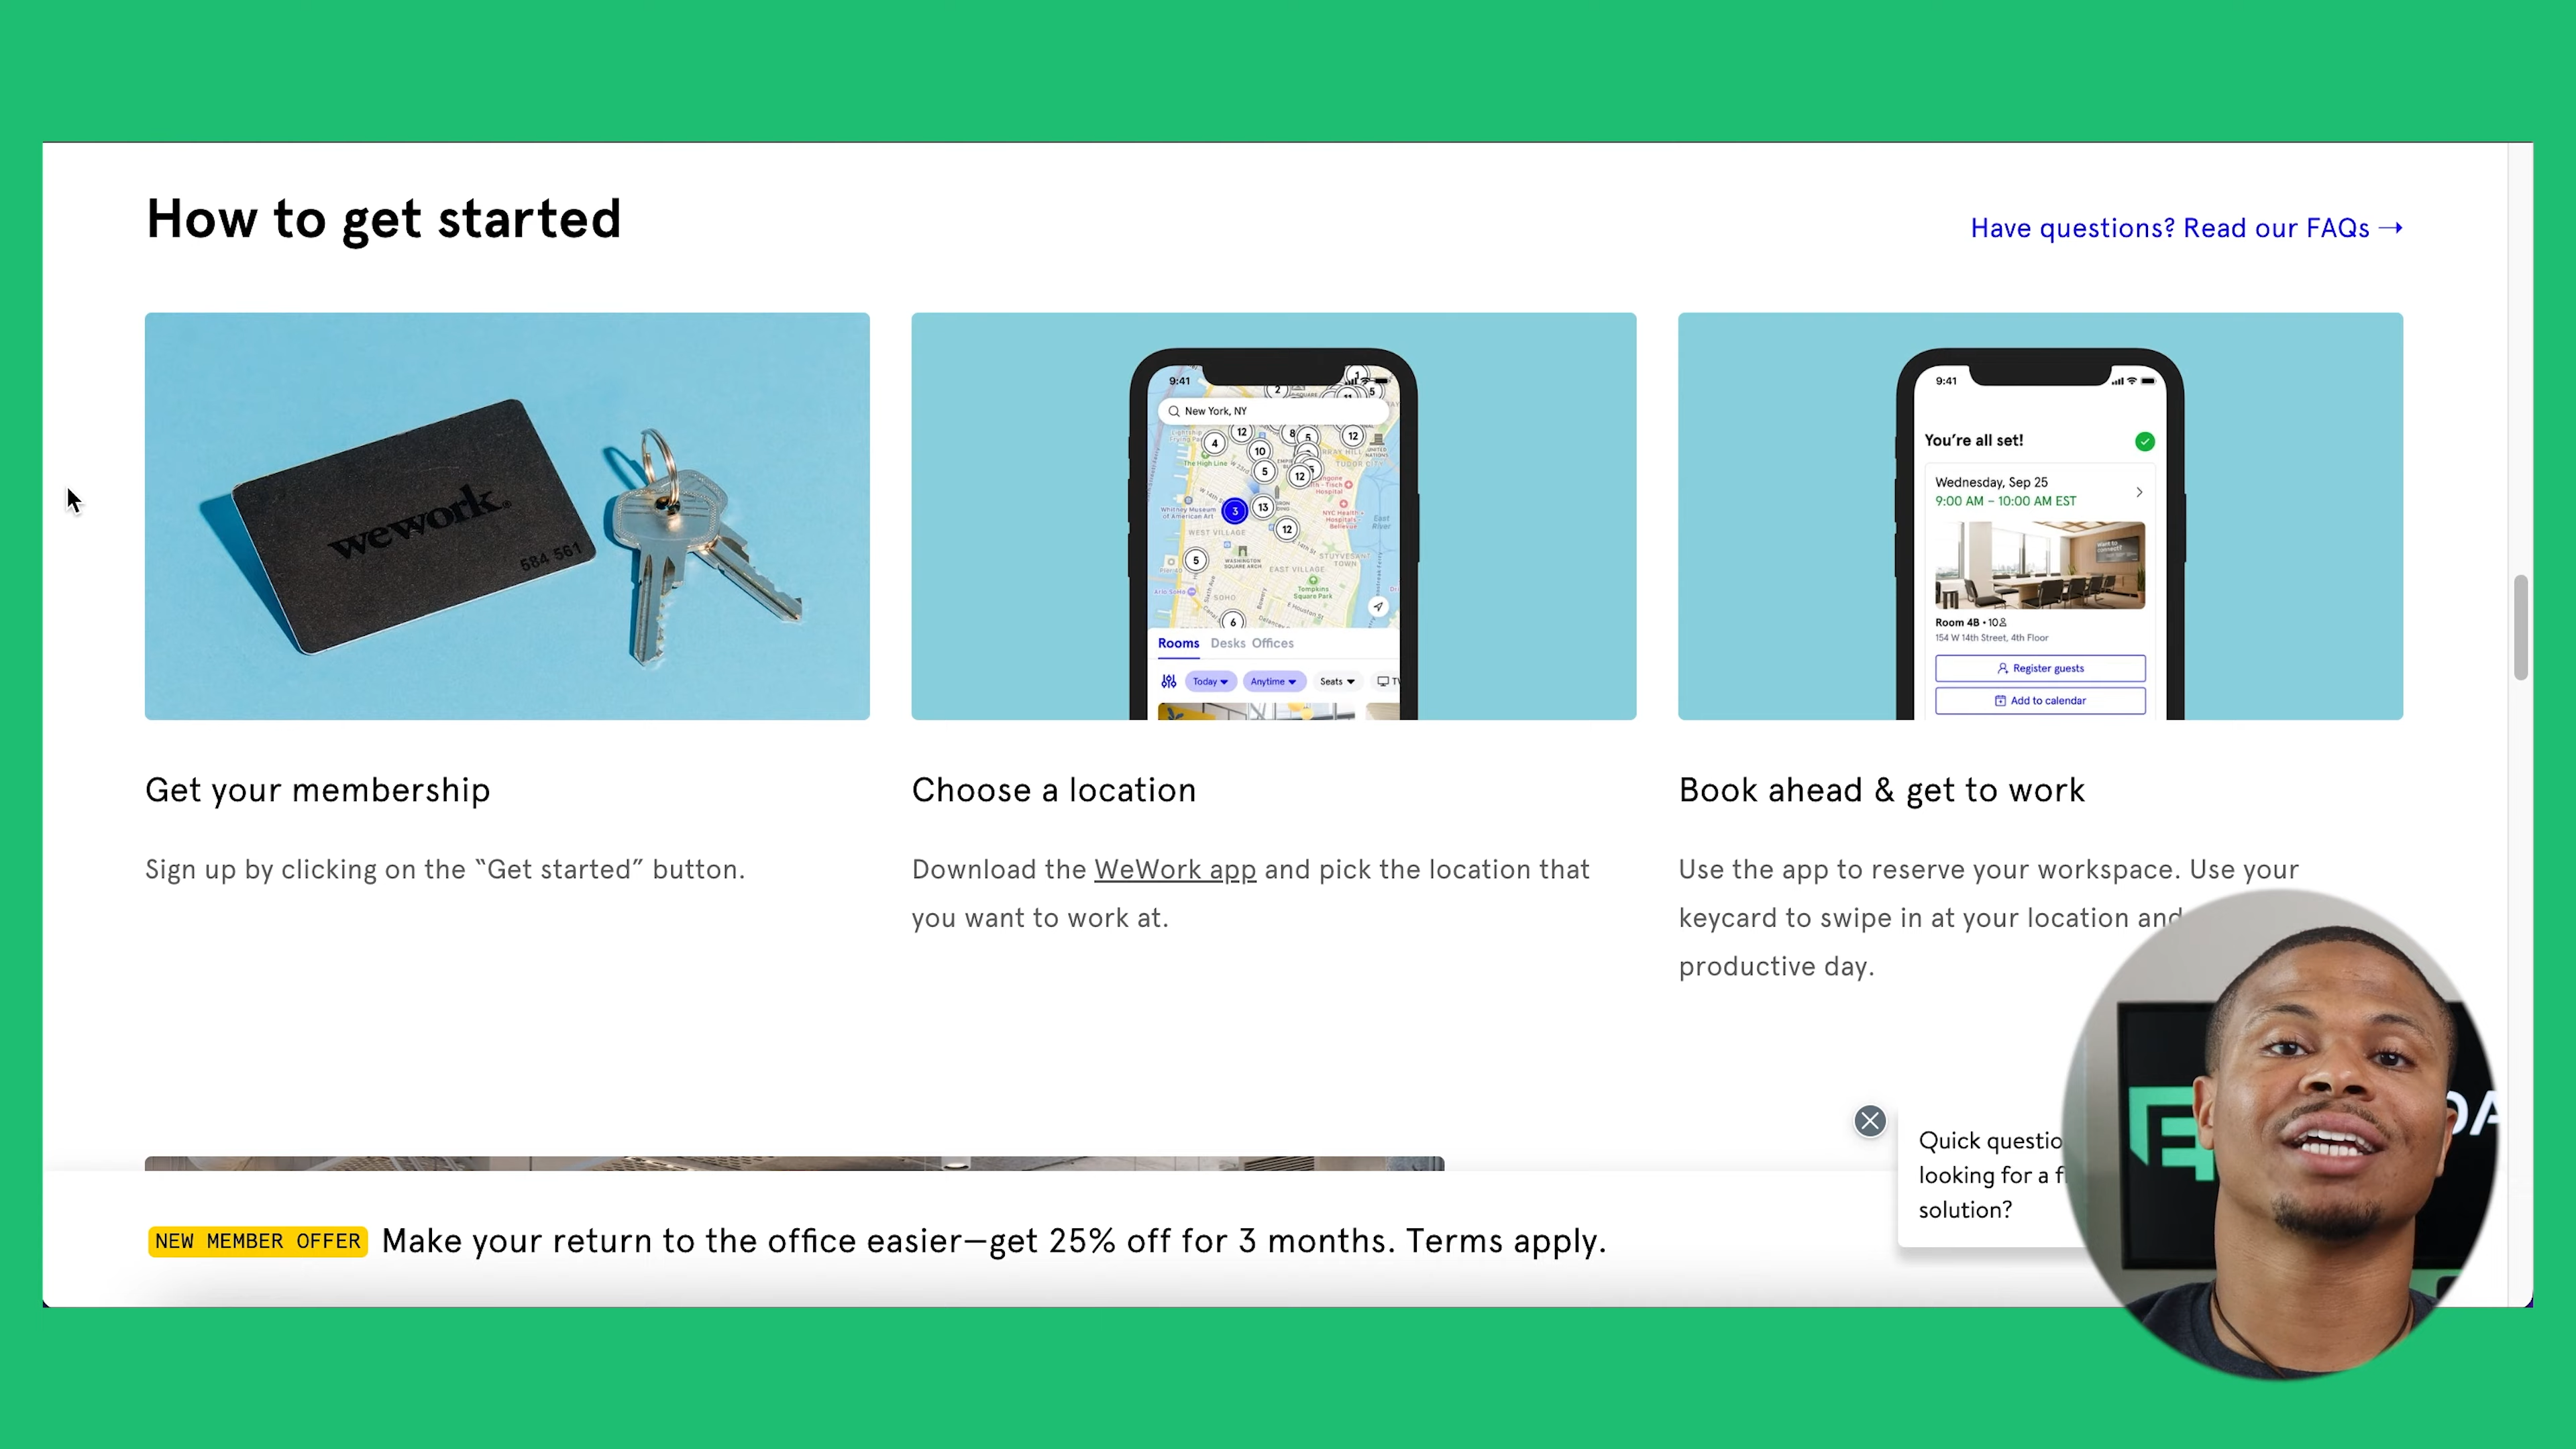 How to get started
Have questions? Read our FAQs →
wework
584 561
9:41
New York, NY
Rooms Desks Offices
Today
Anytime
Seats
9:41
You're all set!
Wednesday, Sep 25
9:00 AM – 10:00 AM EST
Room 4B • 10
154 W 14th Street, 4th Floor
Register guests
Add to calendar
Get your membership
Sign up by clicking on the “Get started” button.
Choose a location
Download the WeWork app and pick the location that
you want to work at.
Book ahead & get to work
Use the app to reserve your workspace. Use your
keycard to swipe in at your location and
productive day.
Quick questio
looking for a f
solution?
NEW MEMBER OFFER Make your return to the office easier—get 25% off for 3 months. Terms apply.